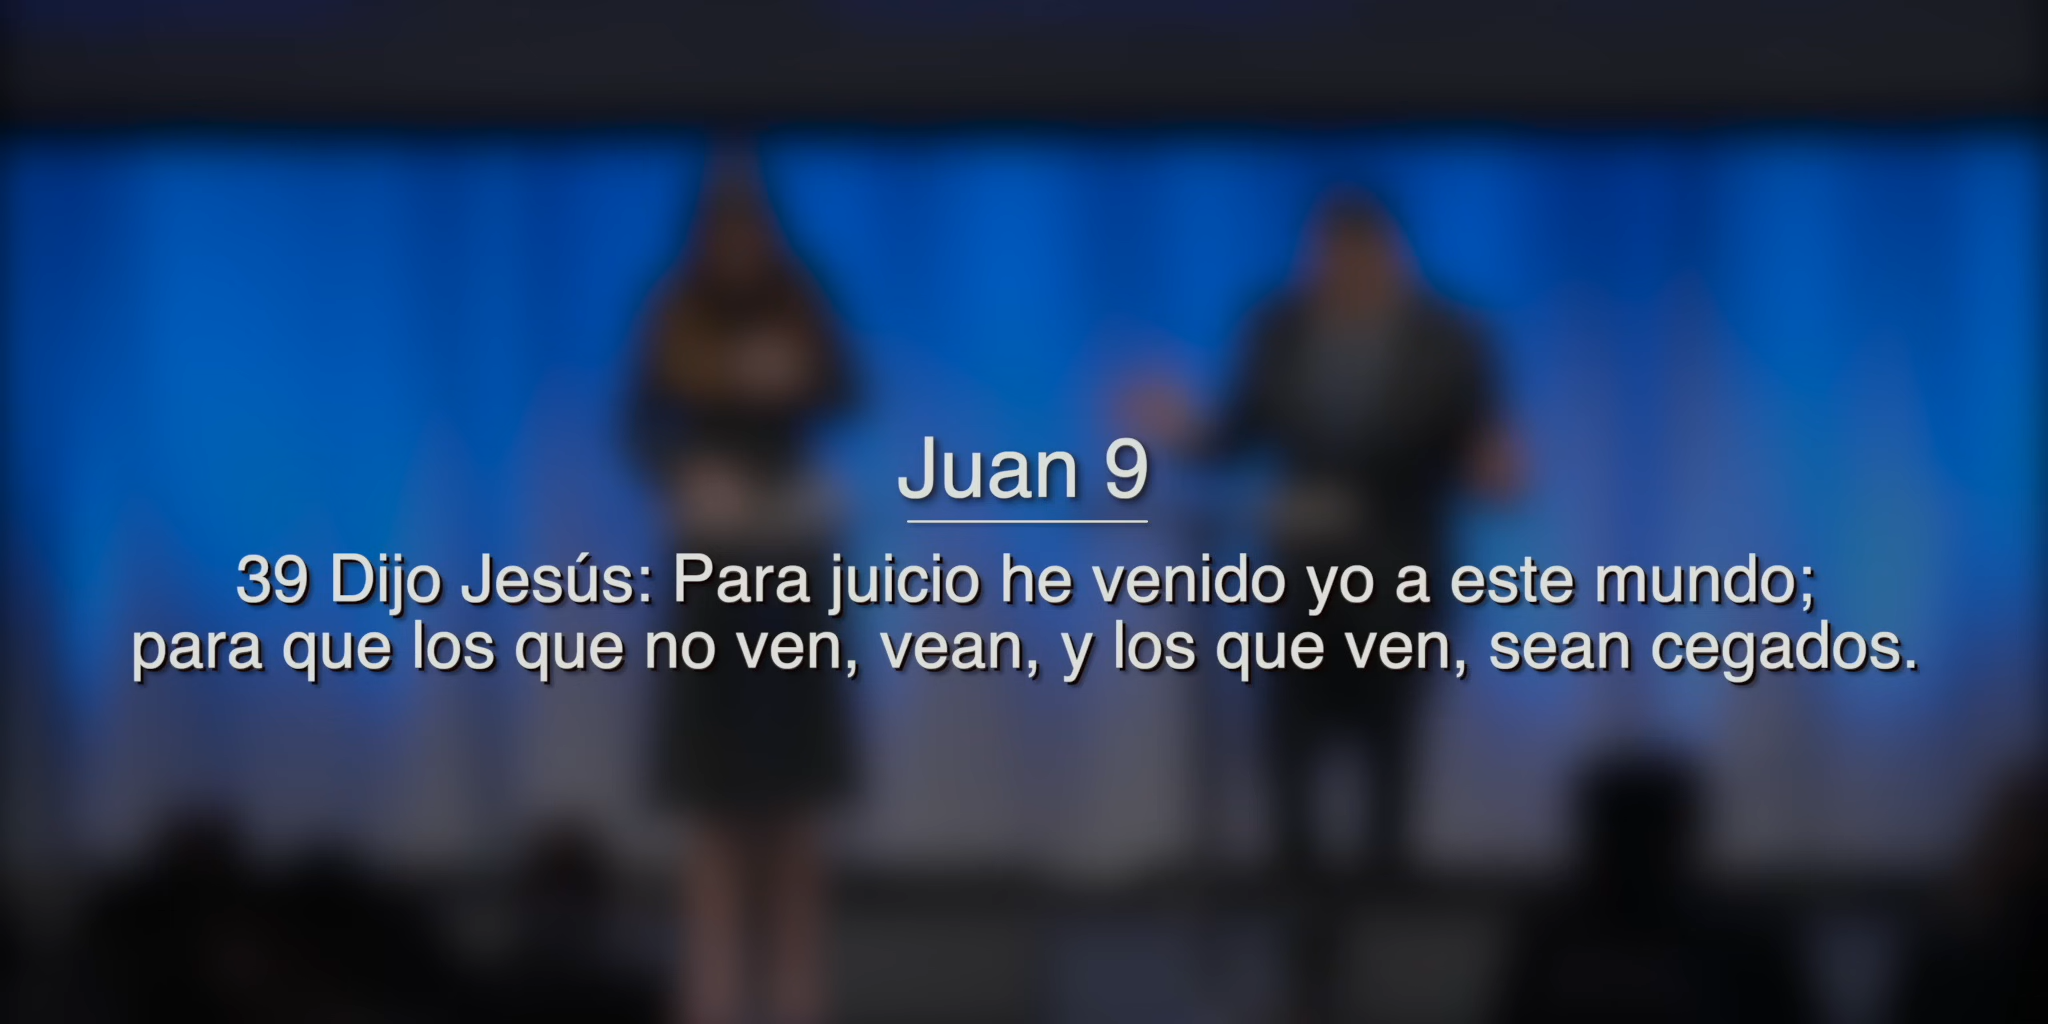 Juan 9
39 Dijo Jesús: Para juicio he venido yo a este mundo;
para que los que no ven, vean, y los que ven, sean cegados.